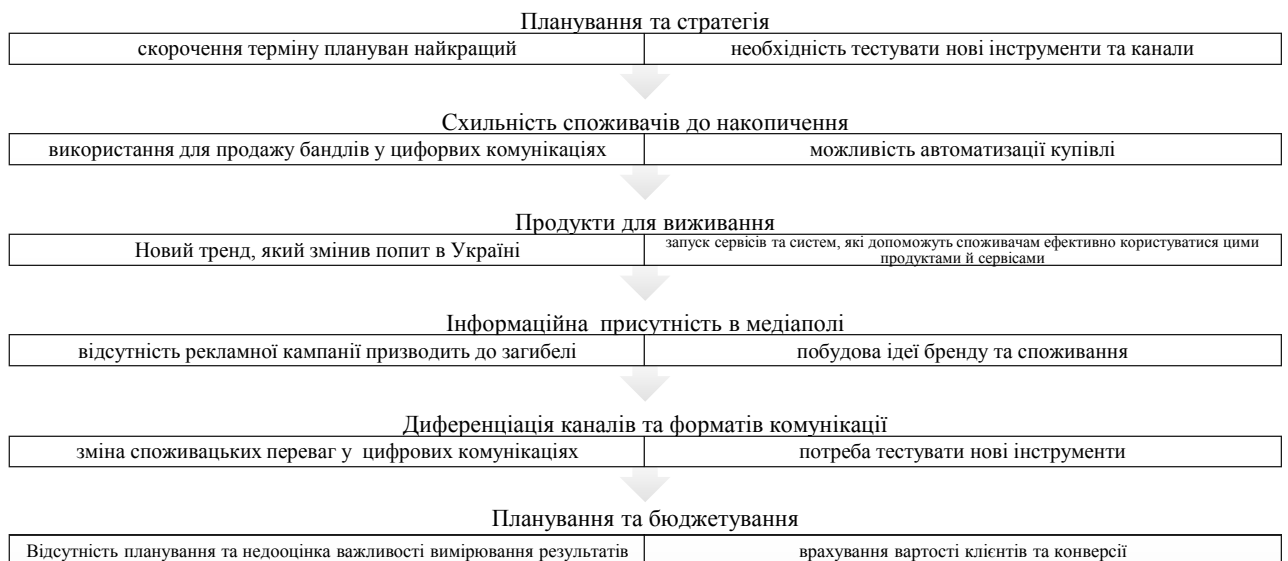 Планування та стратегія
скорочення терміну плануван найкращий
необхідність тестувати нові інструменти та канали
Схильність споживачів до накопичення
використання для продажу бандлів у цифорвих комунікаціях
можливість автоматизації купівлі
Продукти для виживання
Новий тренд, який змінив попит в Україні
запуск сервісів та систем, які допоможуть споживачам ефективно користуватися цими
продуктами й сервісами
Інформаційна присутність в медіаполі
відсутність рекламної кампанії призводить до загибелі
побудова ідеї бренду та споживання
Диференціація каналів та форматів комунікації
зміна споживацьких переваг у цифрових комунікаціях
потреба тестувати нові інструменти
Планування та бюджетування
Відсутність планування та недооцінка важливості вимірювання результатів
врахування вартості клієнтів та конверсії